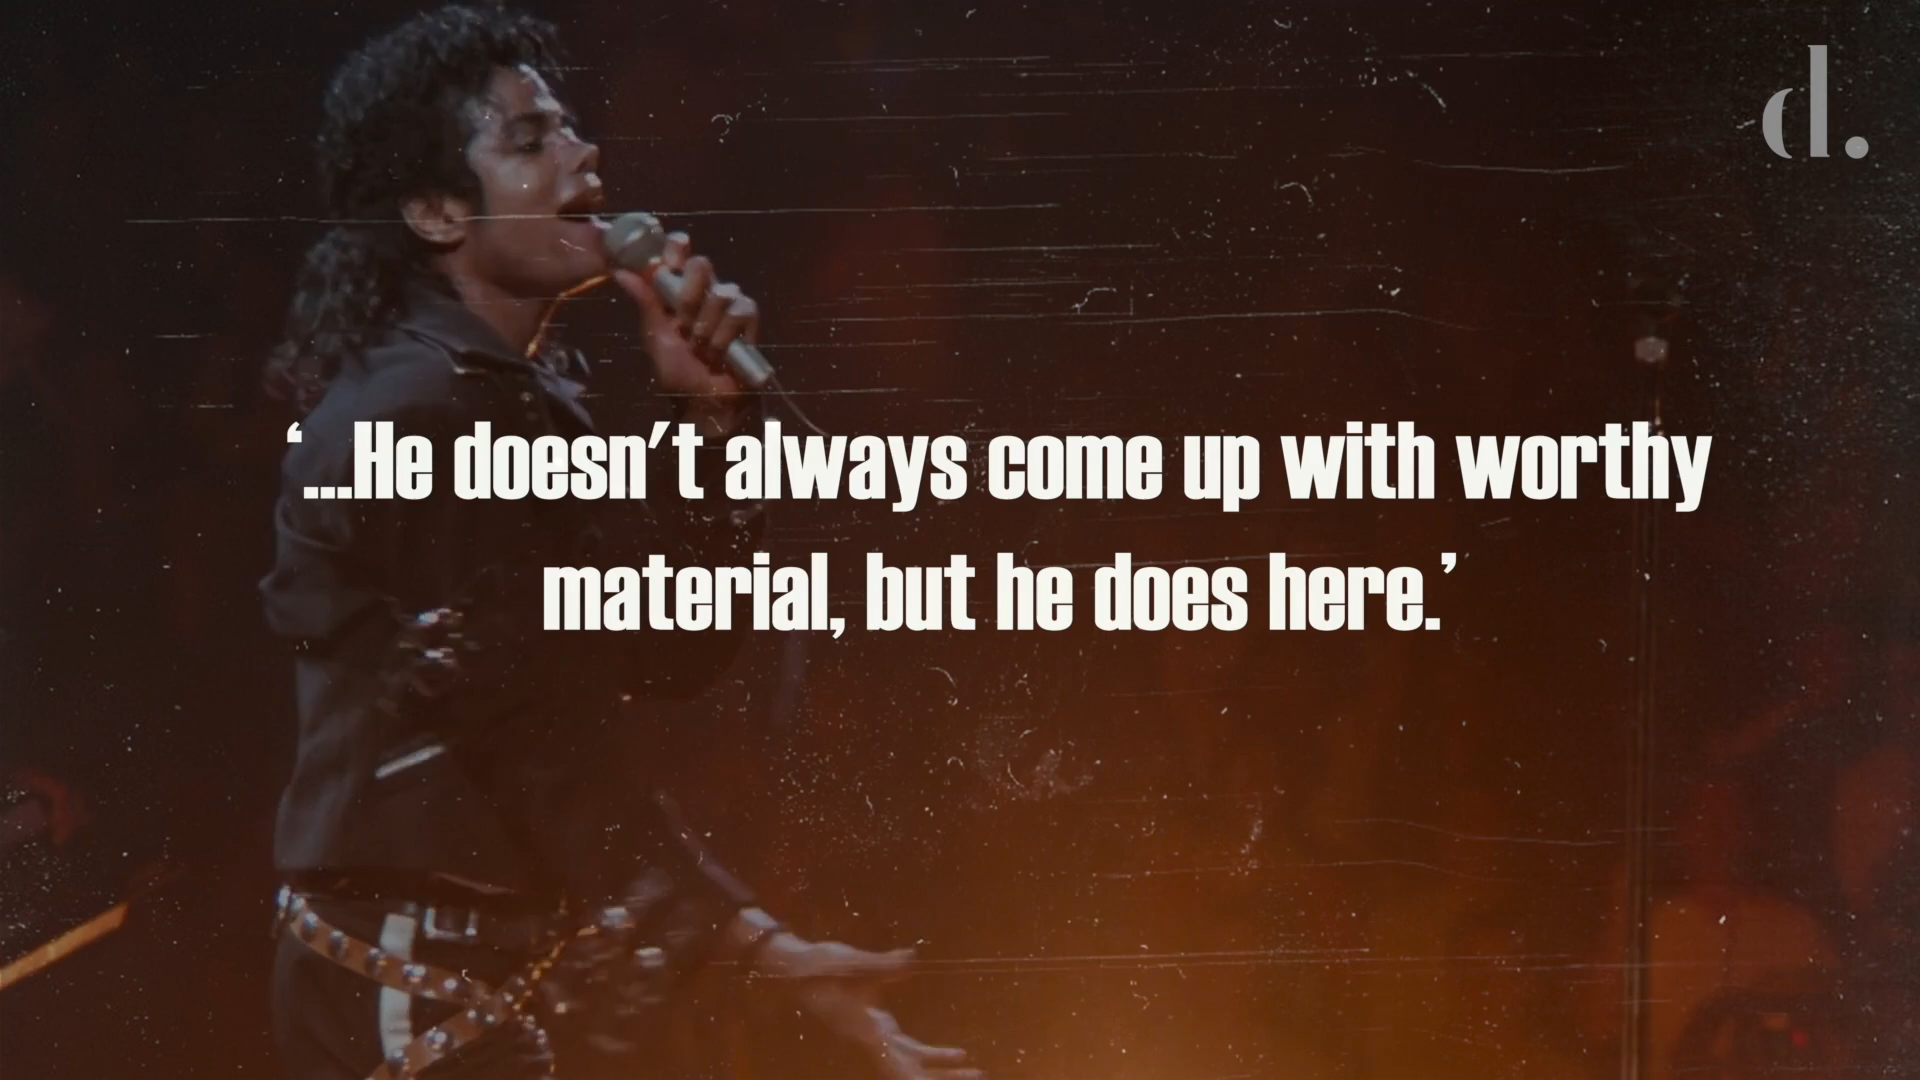 d.
‘...He doesn't always come up with worthy
material, but he does here.’